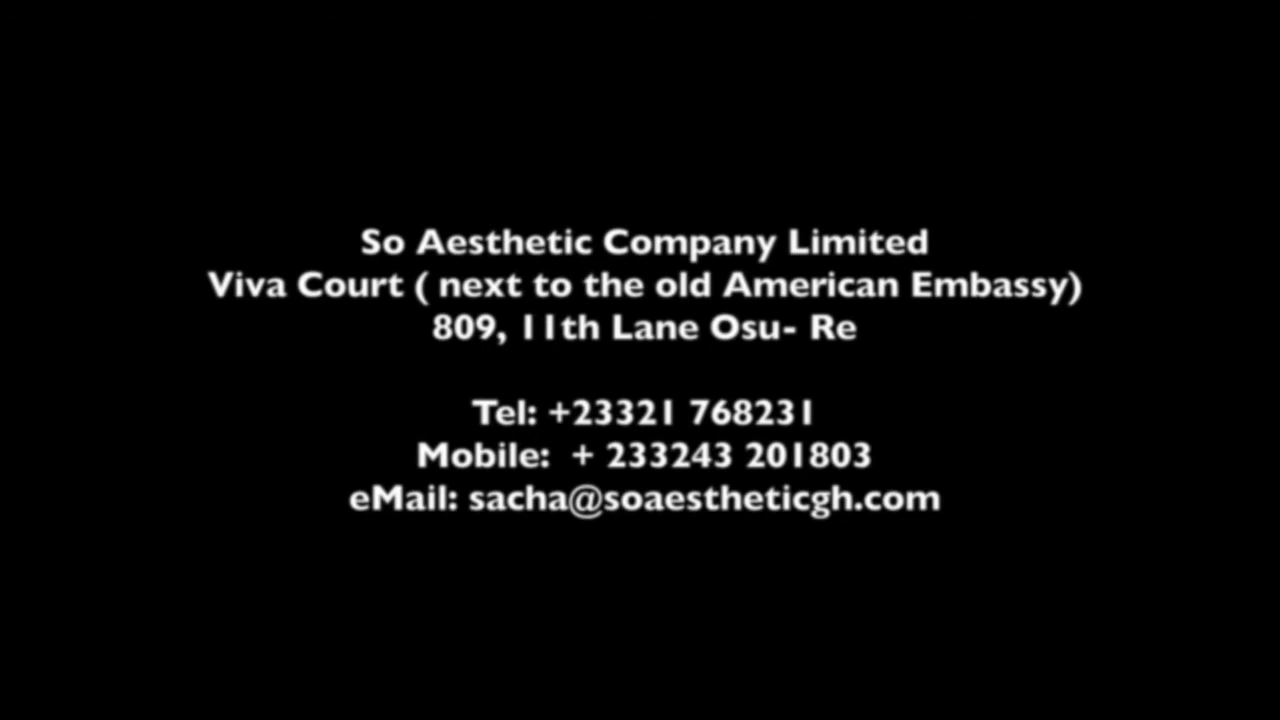 So Aesthetic Company Limited
Viva Court ( next to the old American Embassy)
809, 11th Lane Osu- Re
Tel: +23321 768231
Mobile:  + 233243 201803
eMail: sacha@soaestheticgh.com